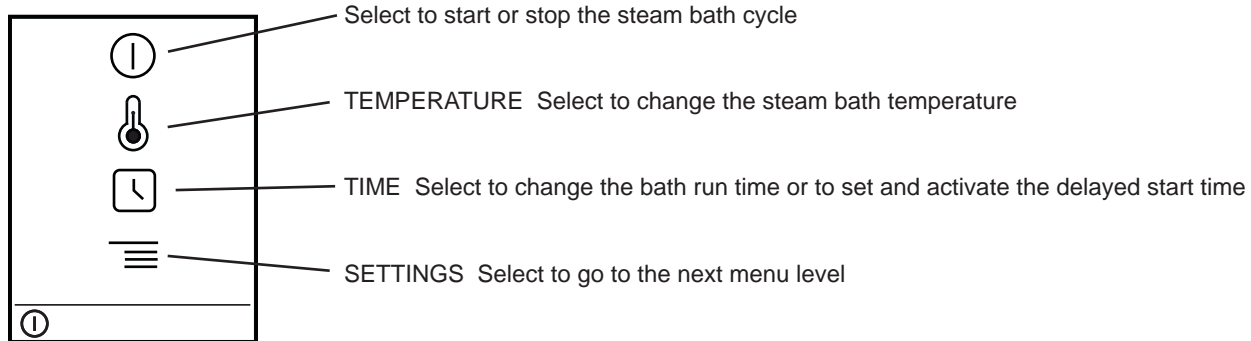 Select to start or stop the steam bath cycle
TEMPERATURE  Select to change the steam bath temperature
TIME  Select to change the bath run time or to set and activate the delayed start time
SETTINGS  Select to go to the next menu level